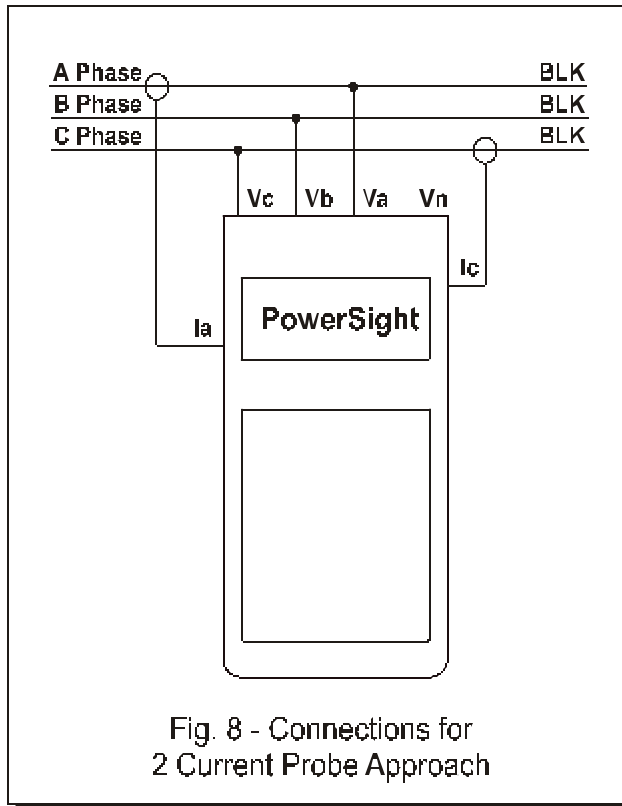 A Phase BLK
B Phase BLK
C Phase BLK
Vc Vb Va Vn
Ic
PowerSight
Ia
Fig. 8 - Connections for
2 Current Probe Approach